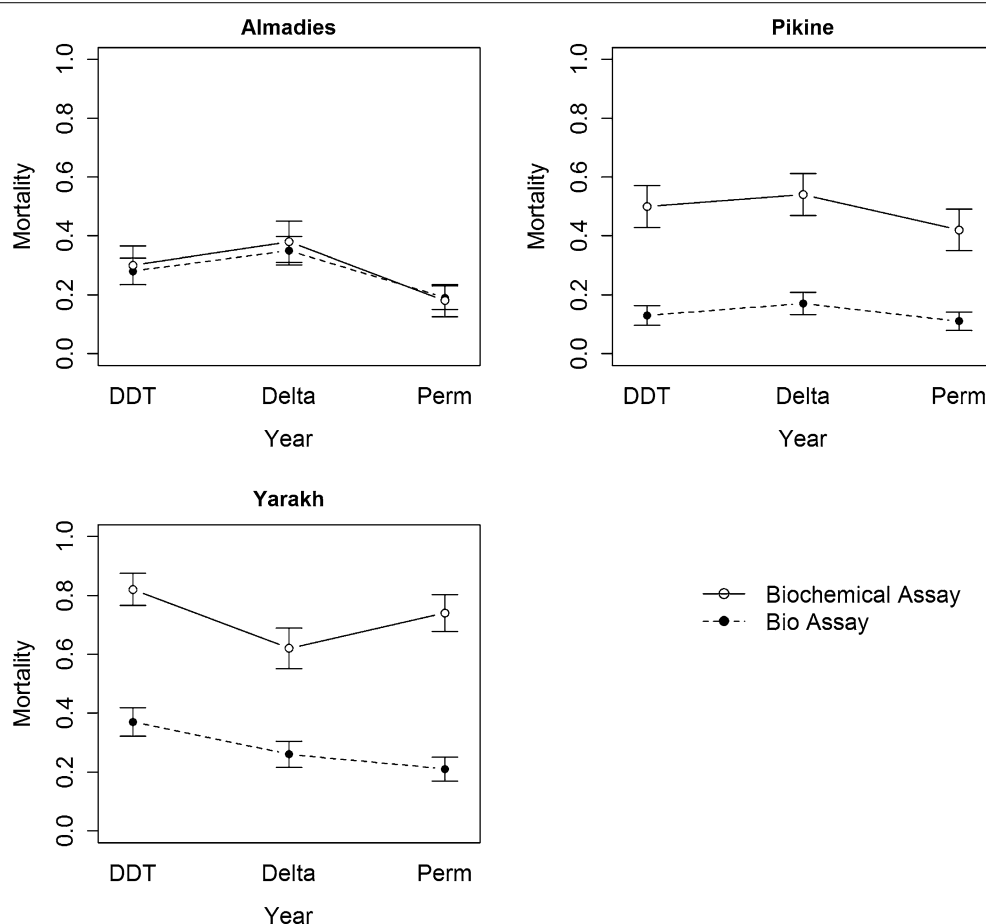 Almadies
Mortality
1.0
0.8
0.6
0.4
0.2
0.0
DDT Delta Perm
Year
Pikine
Mortality
1.0
0.8
0.6
0.4
0.2
0.0
DDT Delta Perm
Year
Yarakh
Mortality
1.0
0.8
0.6
0.4
0.2
0.0
DDT Delta Perm
Year
Biochemical Assay
Bio Assay